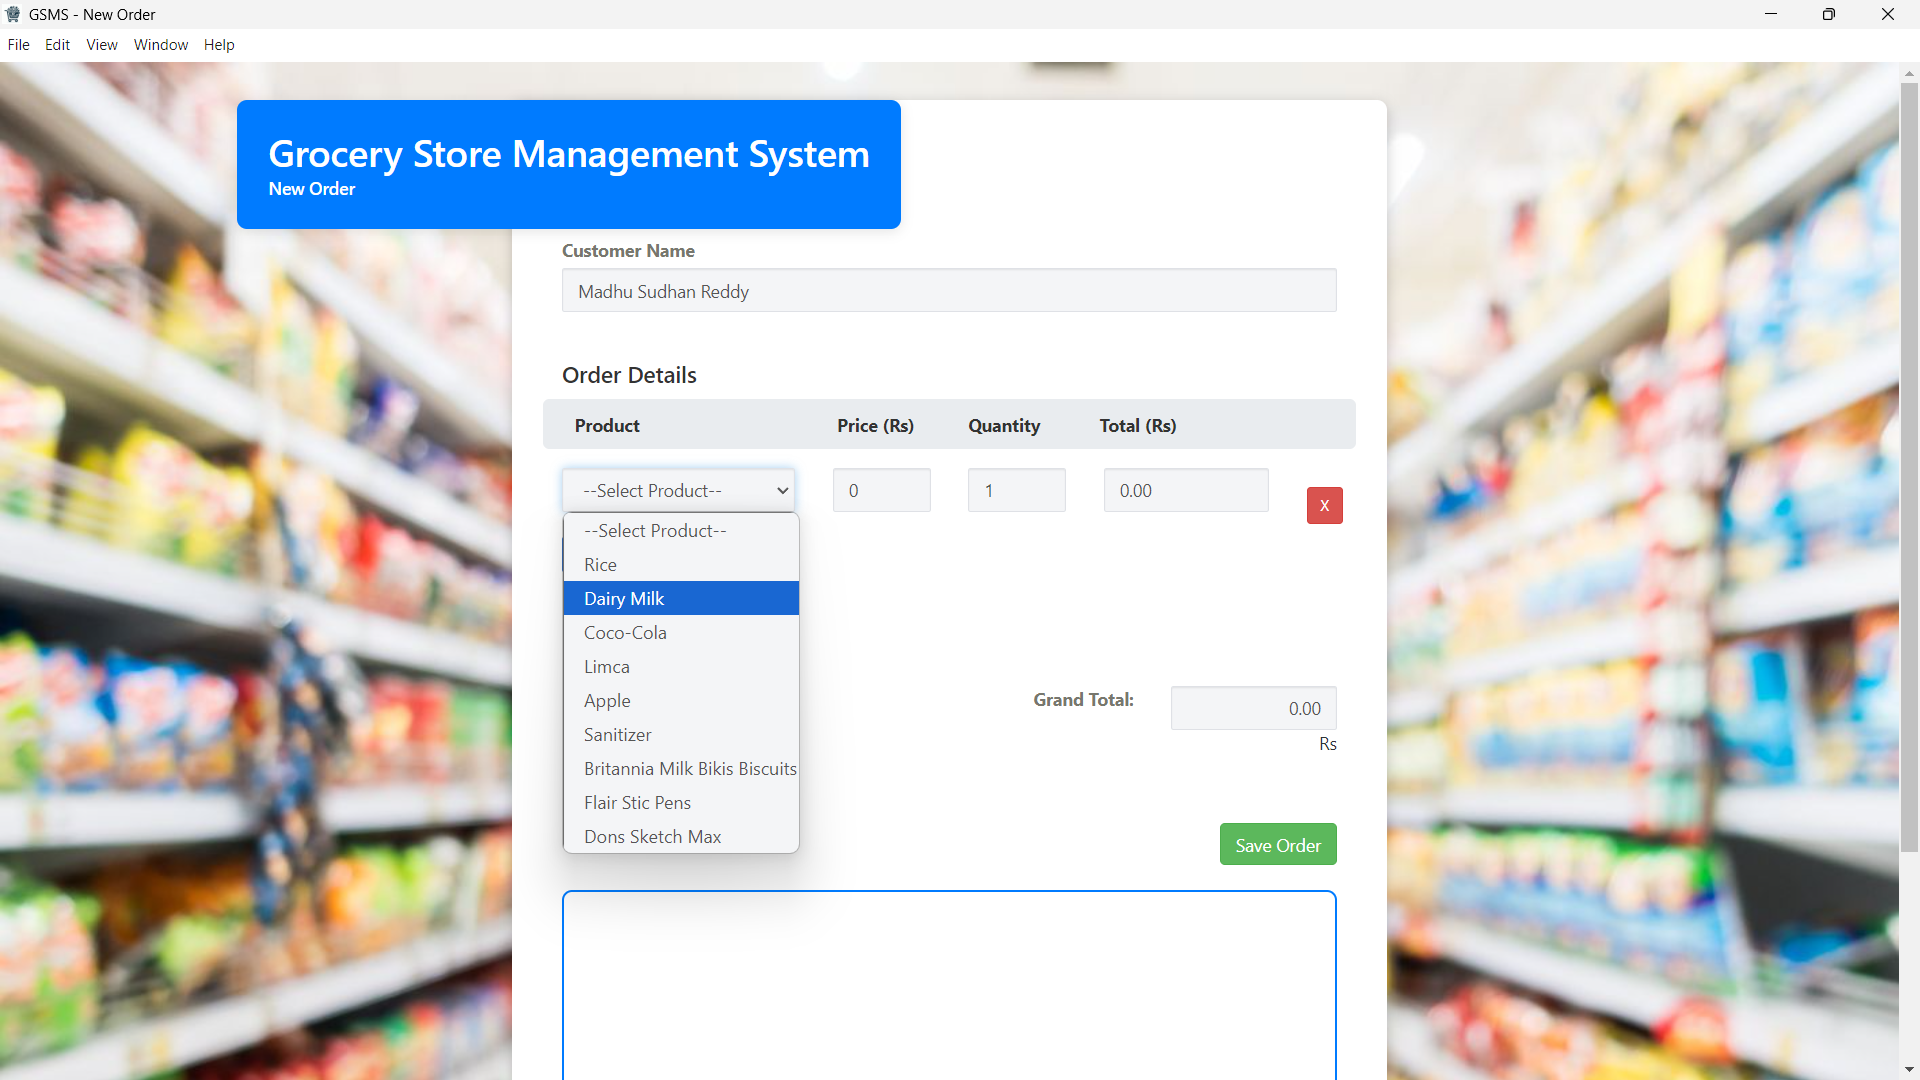 GSMS - New Order
File Edit View Window Help
Grocery Store Management System
New Order
Customer Name
Madhu Sudhan Reddy
Order Details
Product Price (Rs) Quantity Total (Rs)
--Select Product-- 0 1 0.00 X
--Select Product--
Rice
Dairy Milk
Coco-Cola
Limca
Apple
Sanitizer
Britannia Milk Bikis Biscuits
Flair Stic Pens
Dons Sketch Max
Grand Total: 0.00
Rs
Save Order